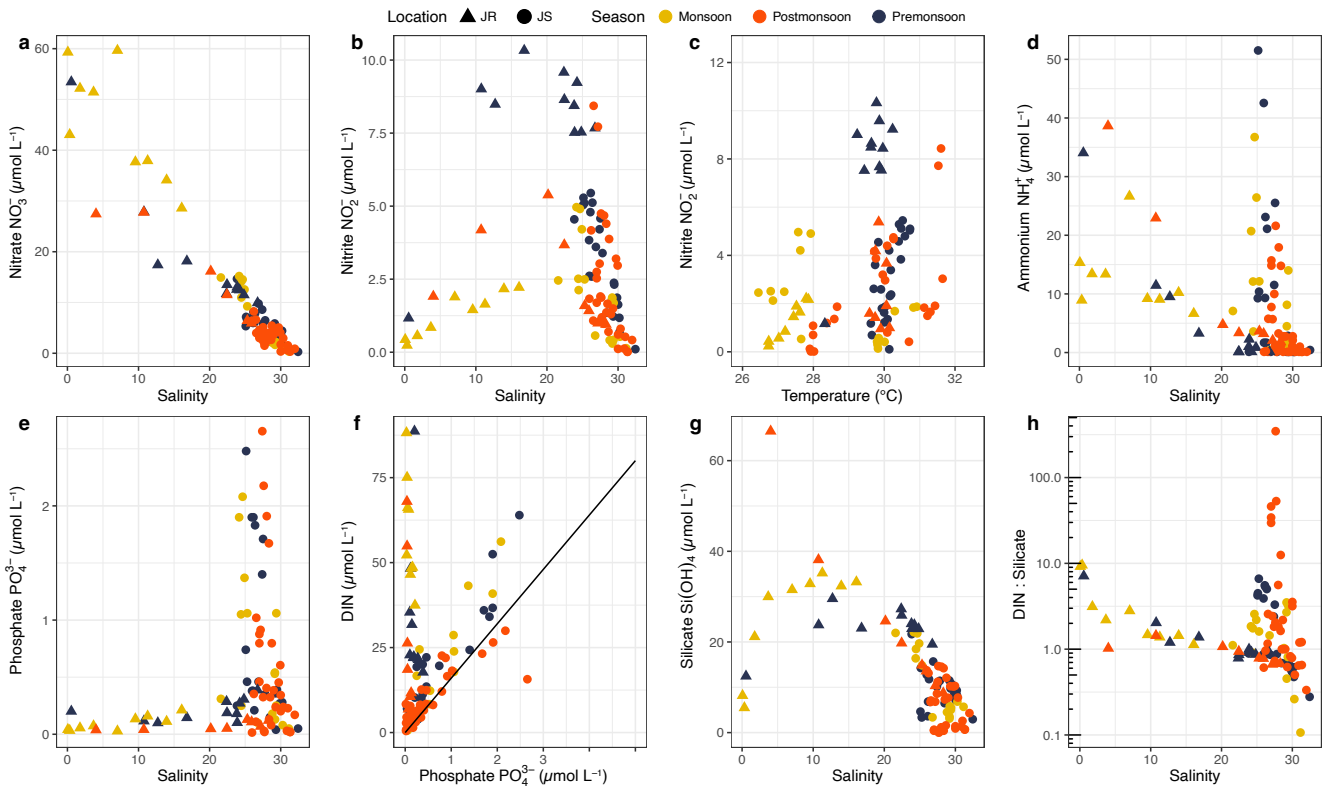 Location JR JS Season Monsoon Postmonsoon Premonsoon
a
Nitrate NO₃⁻ (µmol L⁻¹)
60
40
20
0
0 10 20 30
Salinity
b
Nitrite NO₂⁻ (µmol L⁻¹)
10.0
7.5
5.0
2.5
0.0
0 10 20 30
Salinity
c
Nitrite NO₂⁻ (µmol L⁻¹)
12
8
4
0
26 28 30 32
Temperature (°C)
d
Ammonium NH₄⁺ (µmol L⁻¹)
50
40
30
20
10
0
0 10 20 30
Salinity
e
Phosphate PO₄³⁻ (µmol L⁻¹)
2
1
0
0 10 20 30
Salinity
f
DIN (µmol L⁻¹)
75
50
25
0
0 1 2 3
Phosphate PO₄³⁻ (µmol L⁻¹)
g
Silicate Si(OH)₄ (µmol L⁻¹)
60
40
20
0
0 10 20 30
Salinity
h
DIN : Silicate
100.0
10.0
1.0
0.1
0 10 20 30
Salinity